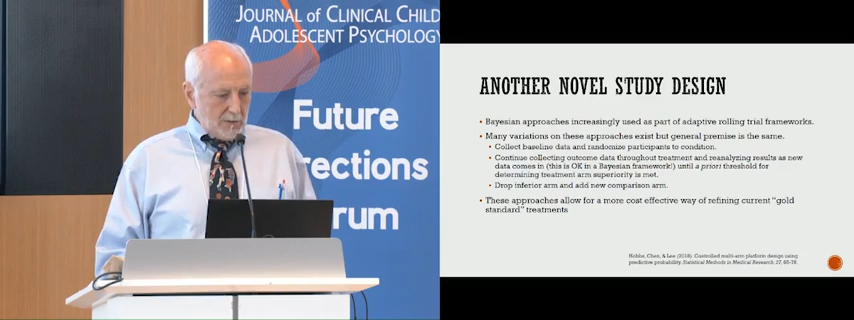 JOURNAL of CLINICAL CHILD
ADOLESCENT PSYCHOLOGY
Future
rections
rum
ANOTHER NOVEL STUDY DESIGN
Bayesian approaches increasingly used as part of adaptive rolling trial frameworks.
Many variations on these approaches exist but general premise is the same.
Collect baseline data and randomize participants to condition.
Continue collecting outcome data throughout treatment and reanalyzing results as new
data comes in (this is OK in a Bayesian framework!) until a priori threshold for
determining treatment arm superiority is met.
Drop inferior arm and add new comparison arm.
These approaches allow for a more cost effective way of refining current "gold
standard" treatments
Hobbs, Chen, & Lee (2018). Controlled multi-arm platform design using
predictive probability. Statistical Methods in Medical Research, 27, 65-78.